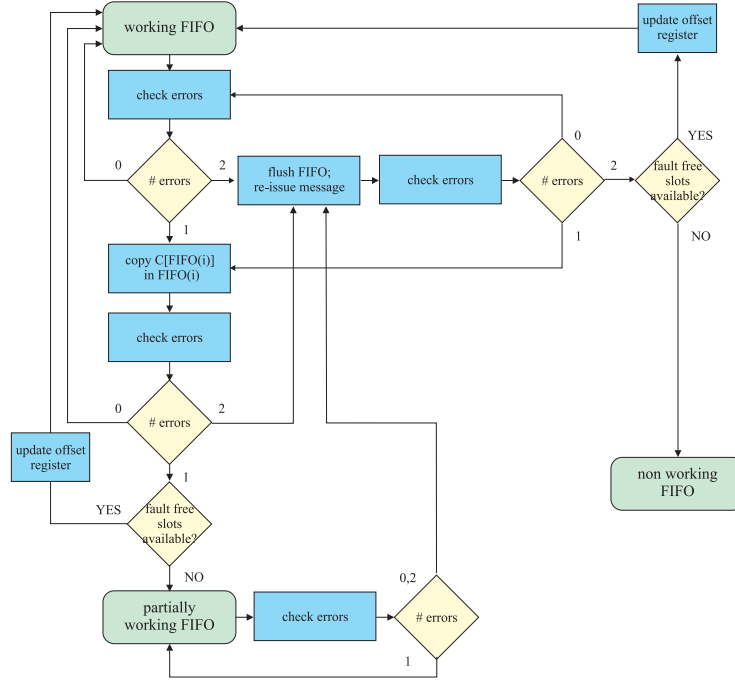 working FIFO
update offset
register
check errors
0
YES
0
# errors
2
flush FIFO;
re-issue message
check errors
# errors
2
fault free
slots
available?
1
1
NO
copy C[FIFO(i)]
in FIFO(i)
check errors
0
# errors
2
update offset
register
1
non working
FIFO
YES
fault free
slots
available?
NO
0,2
partially
working FIFO
check errors
# errors
1